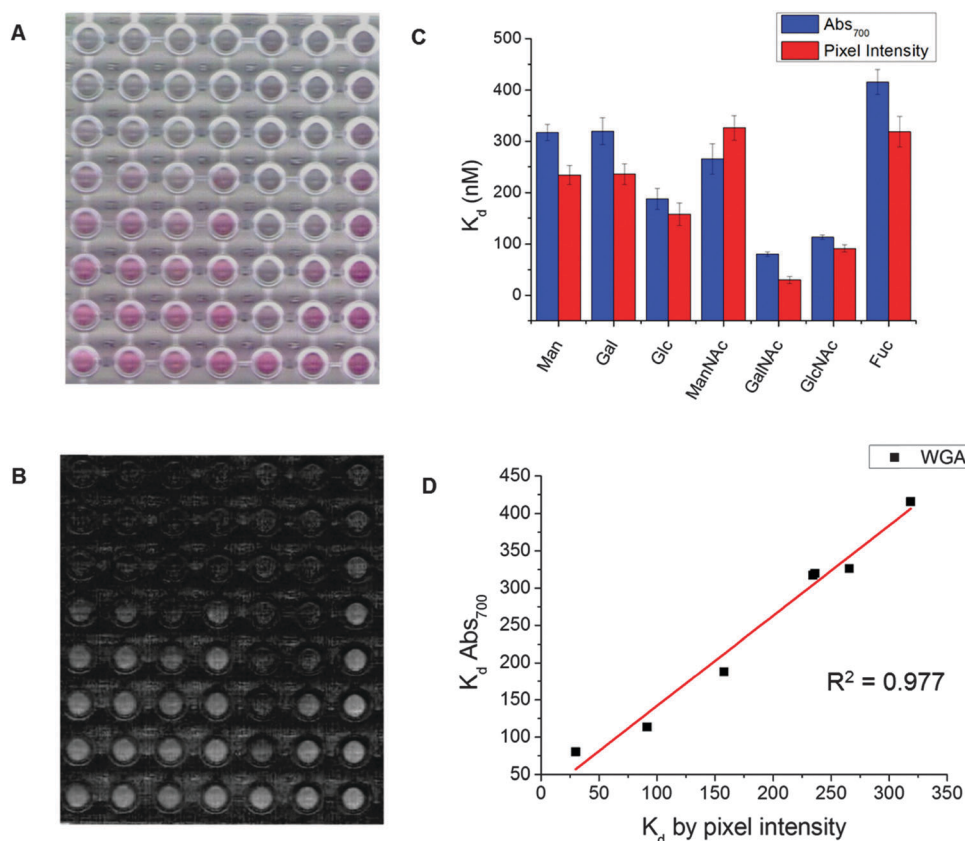 A
C
Abs700
Pixel Intensity
500
400
300
200
100
0
Kd (nM)
Man
Gal
Glc
ManNAc
GalNAc
GlcNAc
Fuc
B
D
WGA
450
400
350
300
250
200
150
100
50
Kd Abs700
R2 = 0.977
0 50 100 150 200 250 300 350
Kd by pixel intensity